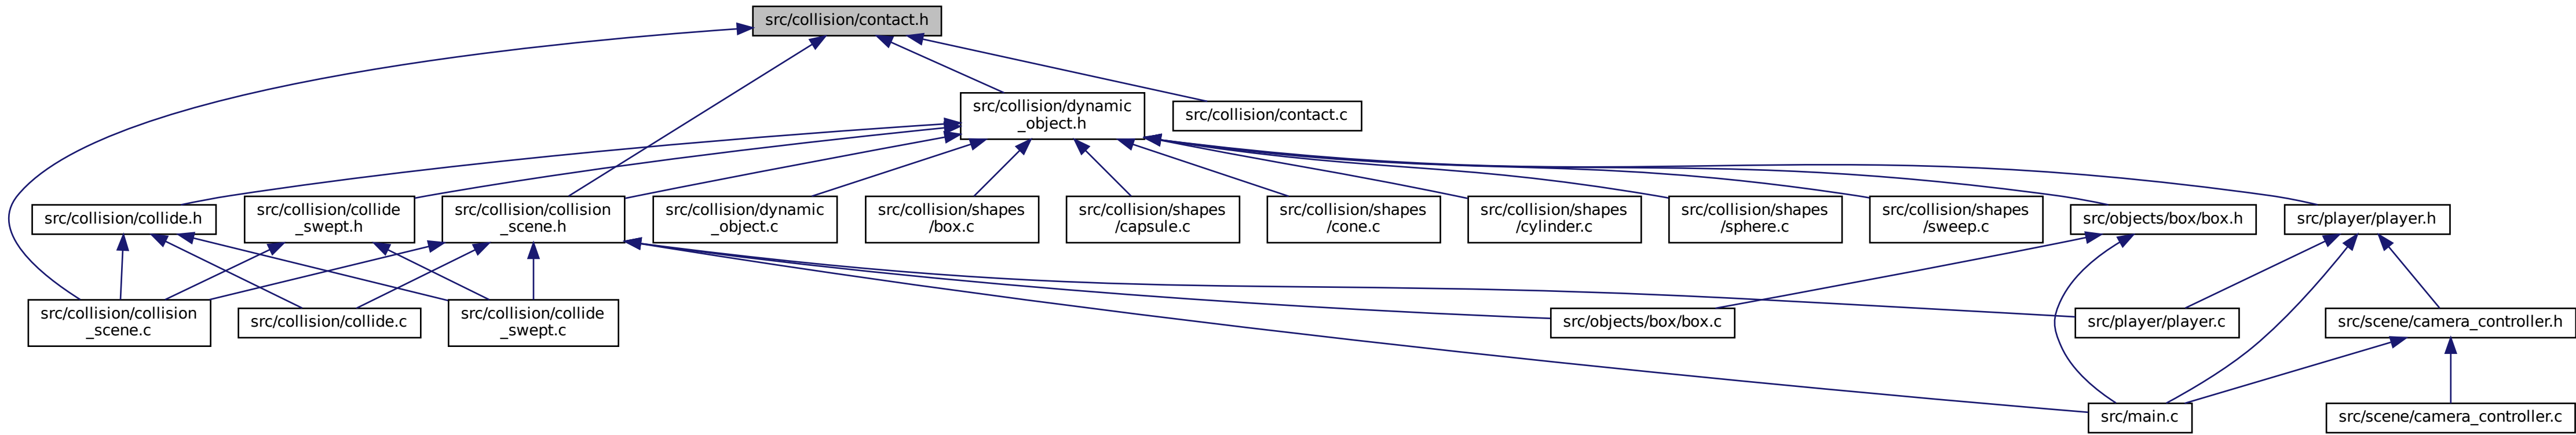 src/collision/contact.h
src/collision/dynamic
_object.h
src/collision/contact.c
src/collision/collide.h
src/collision/collide
_swept.h
src/collision/collision
_scene.h
src/collision/dynamic
_object.c
src/collision/shapes
/box.c
src/collision/shapes
/capsule.c
src/collision/shapes
/cone.c
src/collision/shapes
/cylinder.c
src/collision/shapes
/sphere.c
src/collision/shapes
/sweep.c
src/objects/box/box.h
src/player/player.h
src/collision/collision
_scene.c
src/collision/collide.c
src/collision/collide
_swept.c
src/objects/box/box.c
src/player/player.c
src/scene/camera_controller.h
src/main.c
src/scene/camera_controller.c